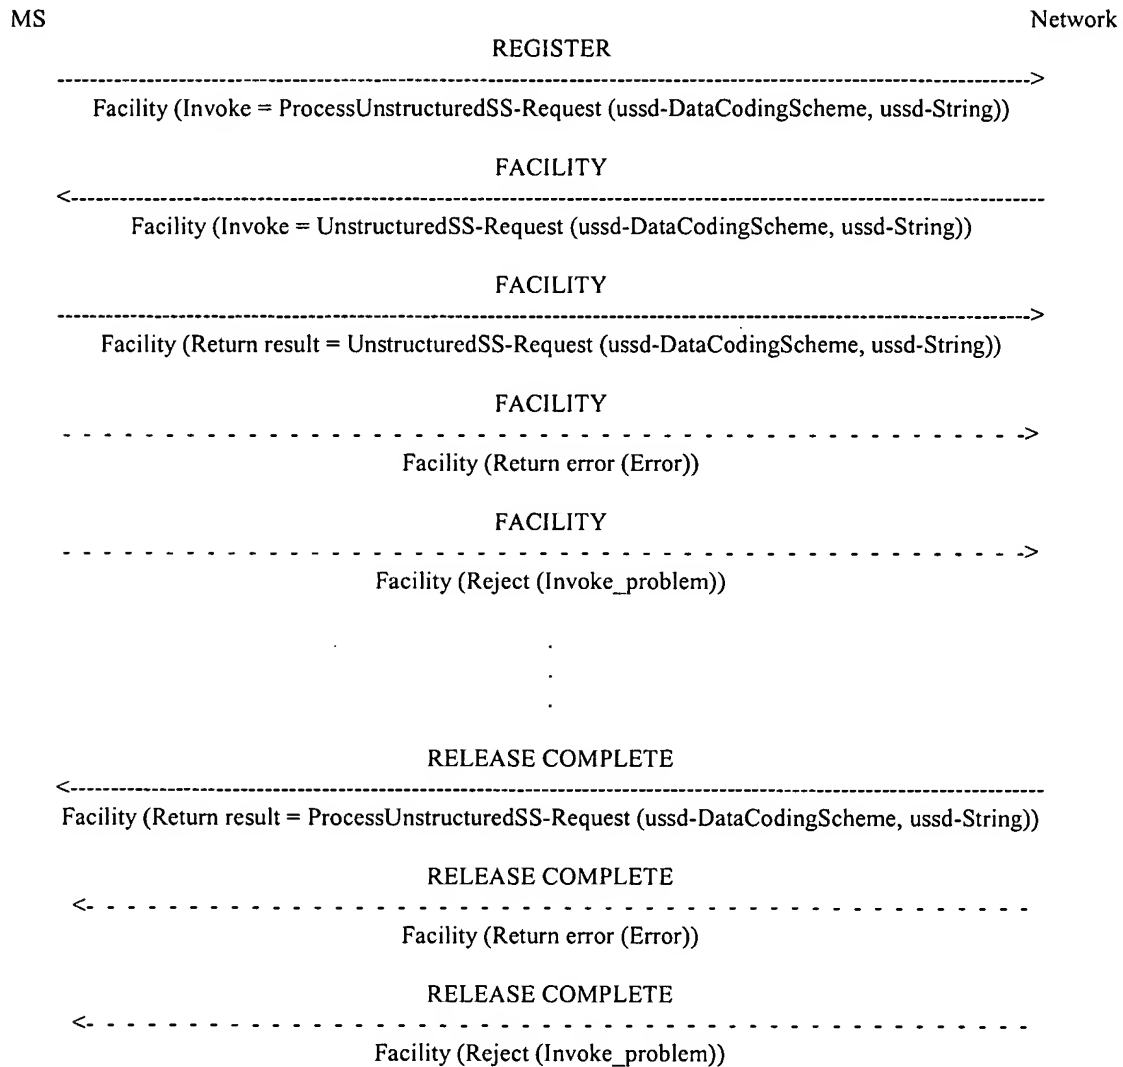 MS Network
REGISTER
Facility (Invoke = ProcessUnstructuredSS-Request (ussd-DataCodingScheme, ussd-String))
FACILITY
Facility (Invoke = UnstructuredSS-Request (ussd-DataCodingScheme, ussd-String))
FACILITY
Facility (Return result = UnstructuredSS-Request (ussd-DataCodingScheme, ussd-String))
FACILITY
Facility (Return error (Error))
FACILITY
Facility (Reject (Invoke_problem))
.
.
.
RELEASE COMPLETE
Facility (Return result = ProcessUnstructuredSS-Request (ussd-DataCodingScheme, ussd-String))
RELEASE COMPLETE
Facility (Return error (Error))
RELEASE COMPLETE
Facility (Reject (Invoke_problem))